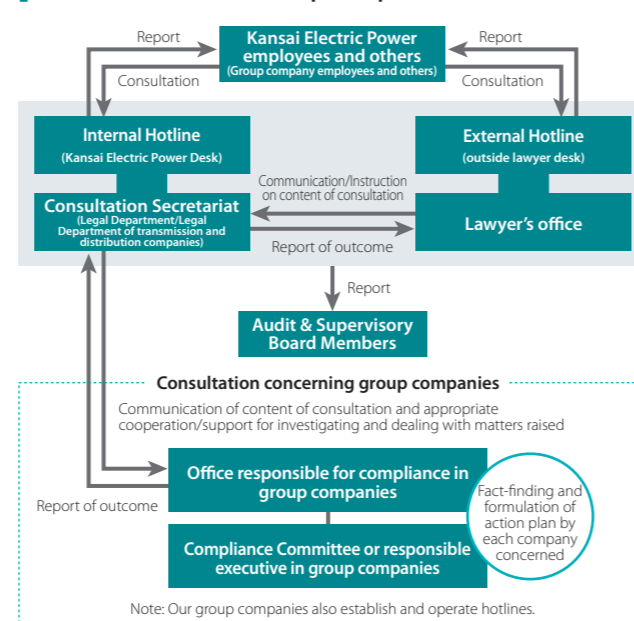 Report
Kansai Electric Power
employees and others
(Group company employees and others)
Report
Consultation
Consultation
Internal Hotline
(Kansai Electric Power Desk)
External Hotline
(outside lawyer desk)
Communication/Instruction
on content of consultation
Consultation Secretariat
(Legal Department/Legal
Department of transmission and
distribution companies)
Lawyer's office
Report of outcome
Report
Audit & Supervisory
Board Members
Consultation concerning group companies
Communication of content of consultation and appropriate
cooperation/support for investigating and dealing with matters raised
Office responsible for compliance in
group companies
Report of outcome
Fact-finding and
formulation of
action plan by
each company
concerned
Compliance Committee or responsible
executive in group companies
Note: Our group companies also establish and operate hotlines.